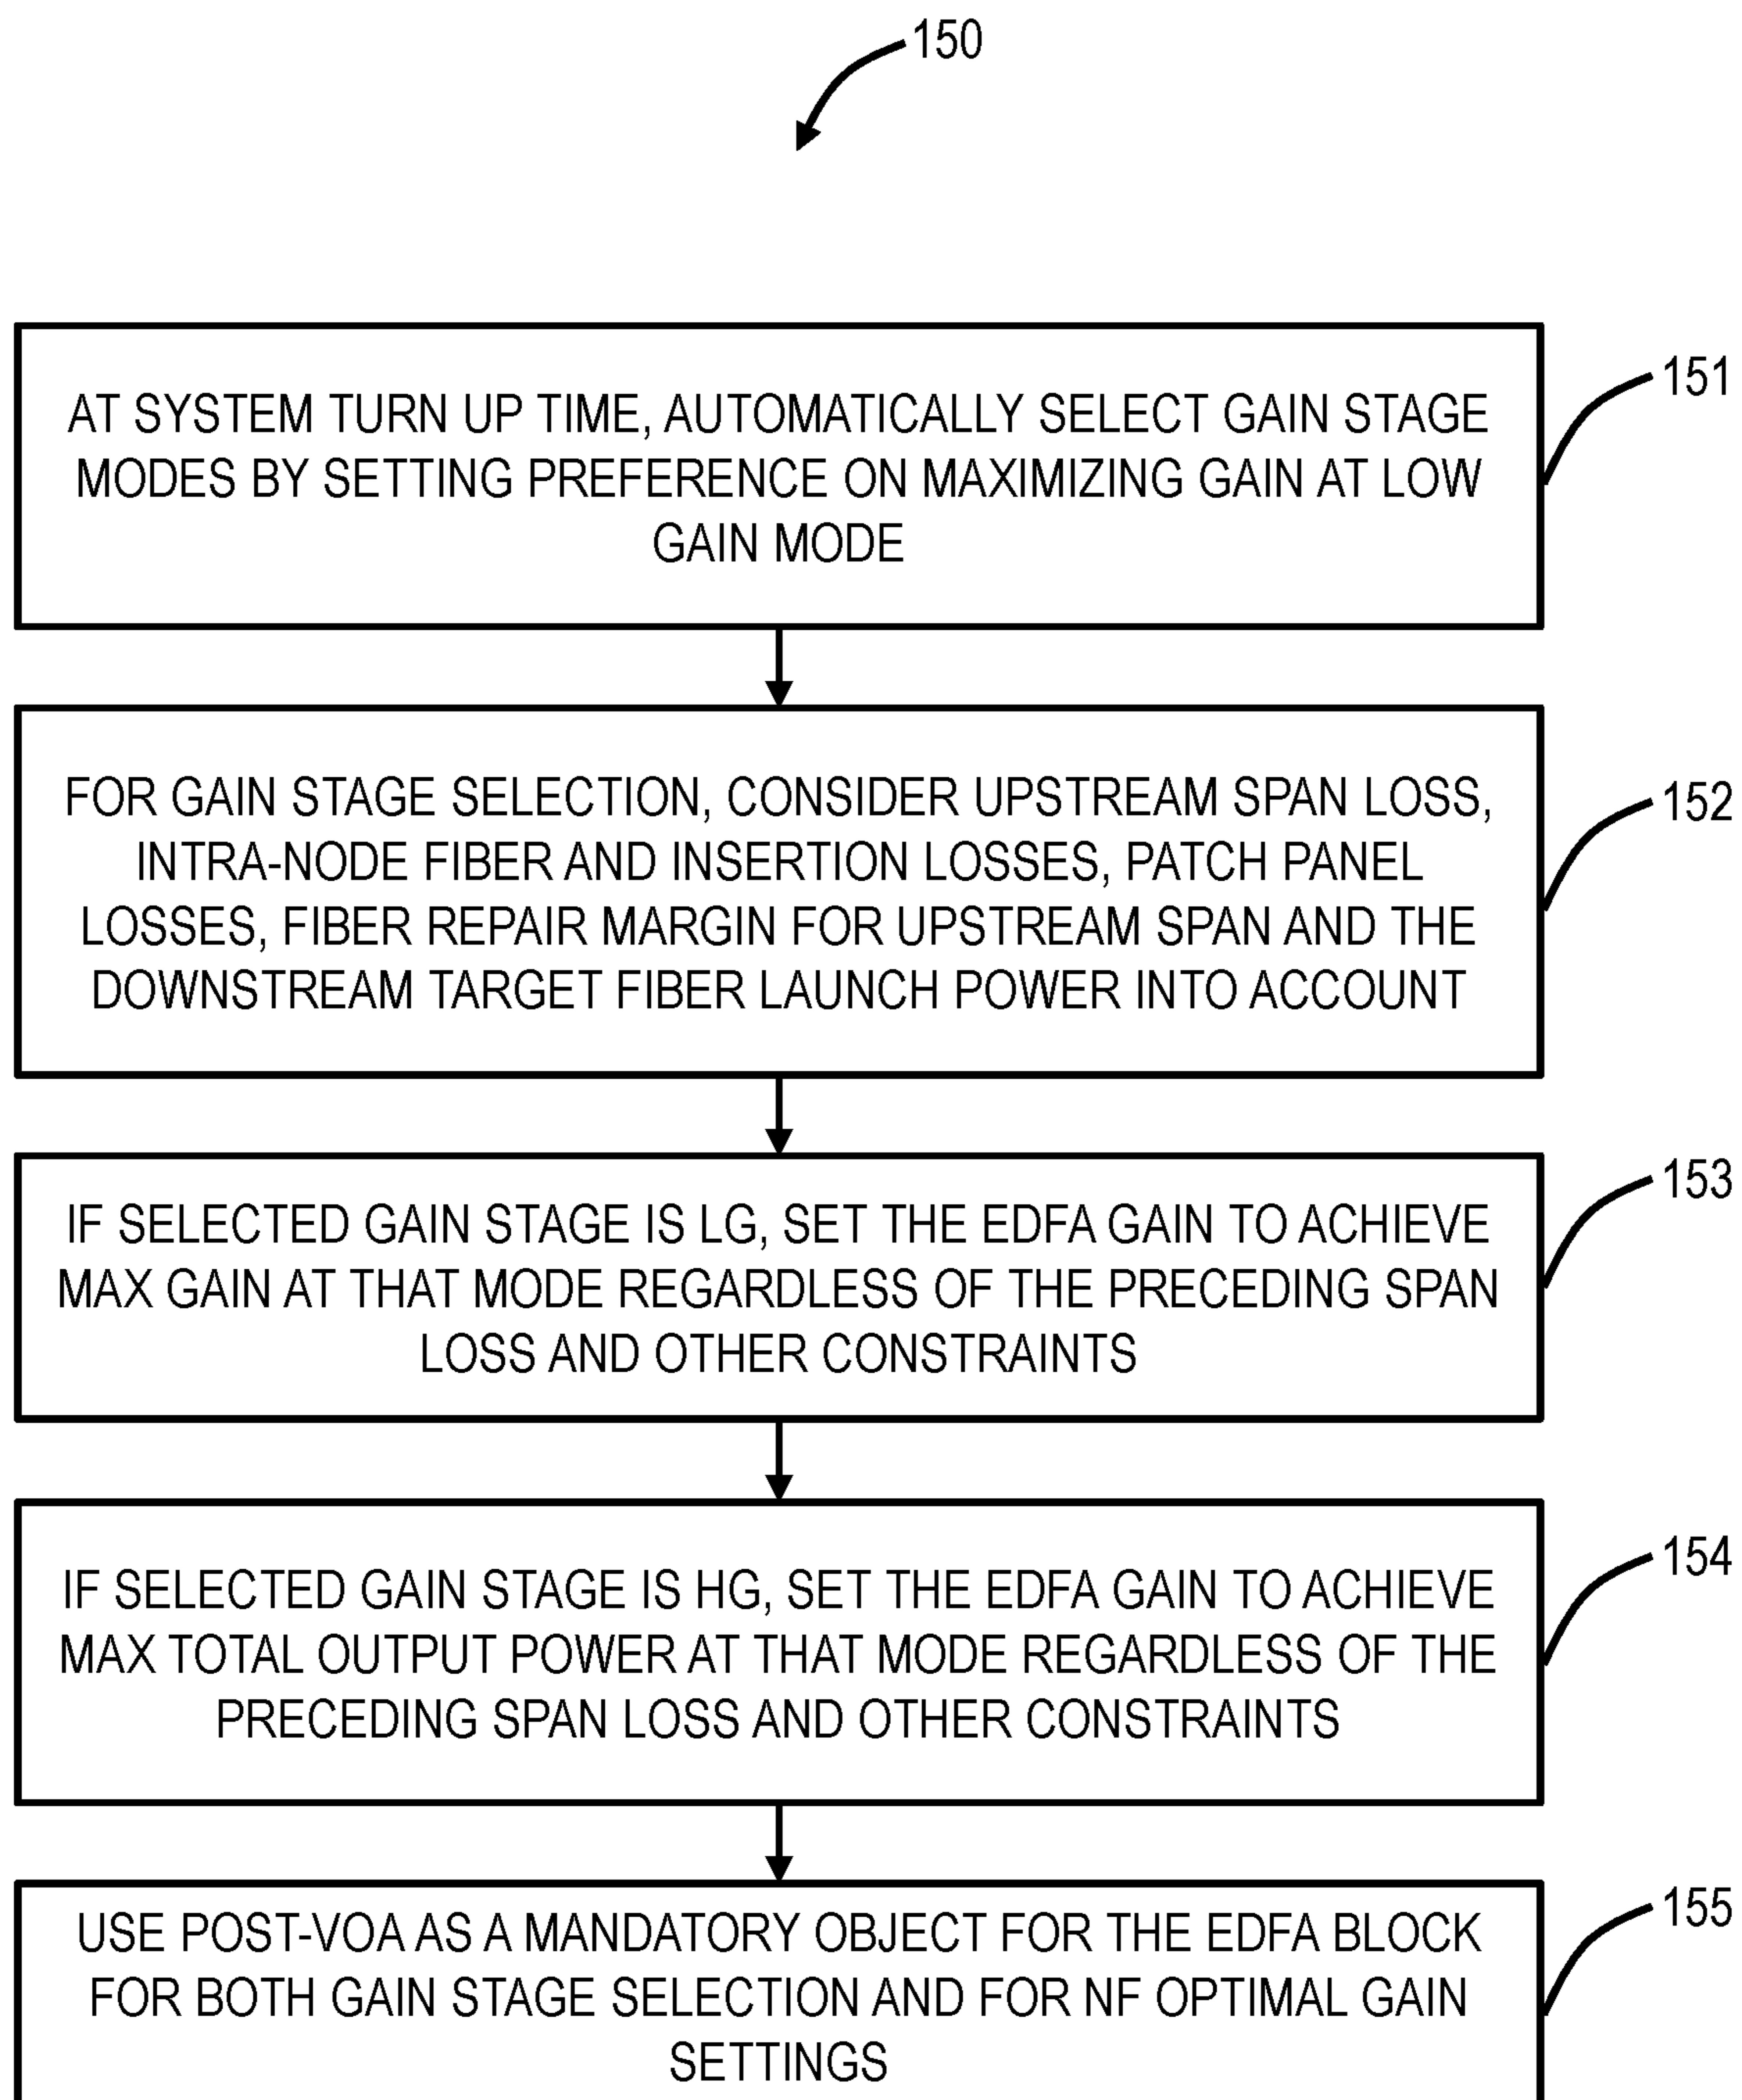 150
AT SYSTEM TURN UP TIME, AUTOMATICALLY SELECT GAIN STAGE
MODES BY SETTING PREFERENCE ON MAXIMIZING GAIN AT LOW
GAIN MODE
151
FOR GAIN STAGE SELECTION, CONSIDER UPSTREAM SPAN LOSS,
INTRA-NODE FIBER AND INSERTION LOSSES, PATCH PANEL
LOSSES, FIBER REPAIR MARGIN FOR UPSTREAM SPAN AND THE
DOWNSTREAM TARGET FIBER LAUNCH POWER INTO ACCOUNT
152
IF SELECTED GAIN STAGE IS LG, SET THE EDFA GAIN TO ACHIEVE
MAX GAIN AT THAT MODE REGARDLESS OF THE PRECEDING SPAN
LOSS AND OTHER CONSTRAINTS
153
IF SELECTED GAIN STAGE IS HG, SET THE EDFA GAIN TO ACHIEVE
MAX TOTAL OUTPUT POWER AT THAT MODE REGARDLESS OF THE
PRECEDING SPAN LOSS AND OTHER CONSTRAINTS
154
USE POST-VOA AS A MANDATORY OBJECT FOR THE EDFA BLOCK
FOR BOTH GAIN STAGE SELECTION AND FOR NF OPTIMAL GAIN
SETTINGS
155